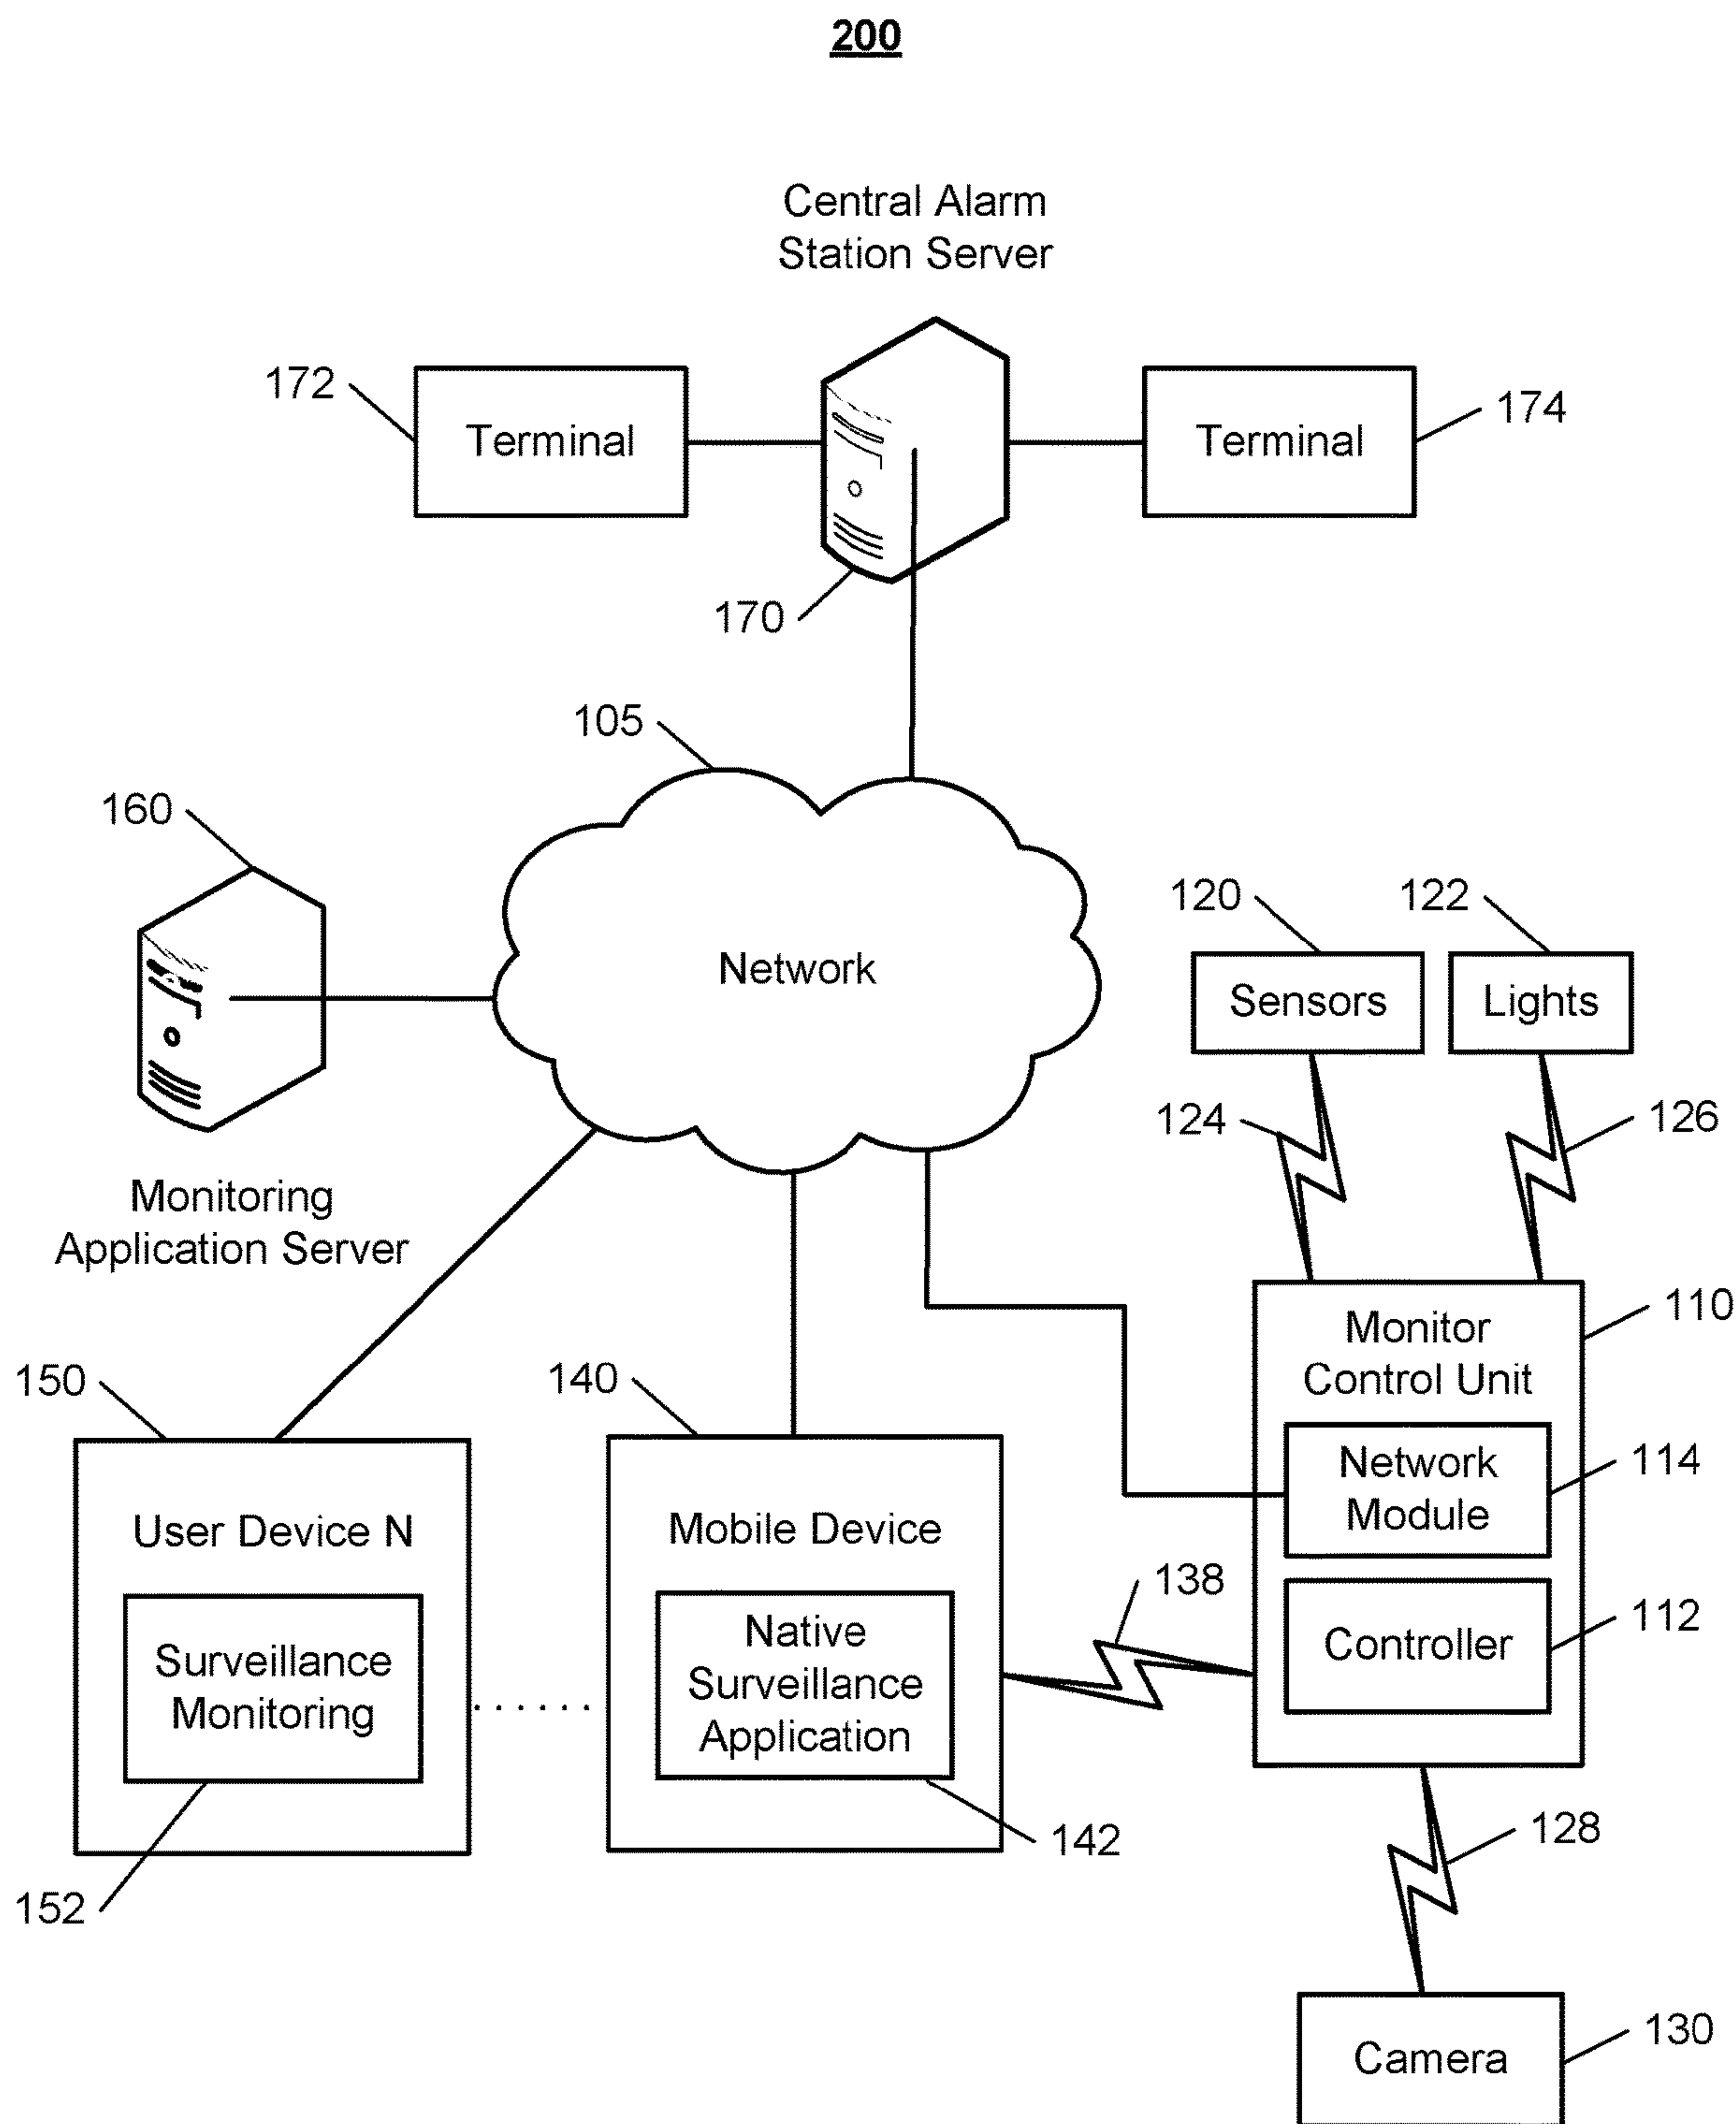 200
Central Alarm
Station Server
172
Terminal
Terminal
174
170
105
160
Network
120
122
Sensors
Lights
124
126
Monitoring
Application Server
110
Monitor
Control Unit
150
140
Network
Module
114
User Device N
Mobile Device
138
112
Controller
Surveillance
Monitoring
......
Native
Surveillance
Application
142
128
152
130
Camera